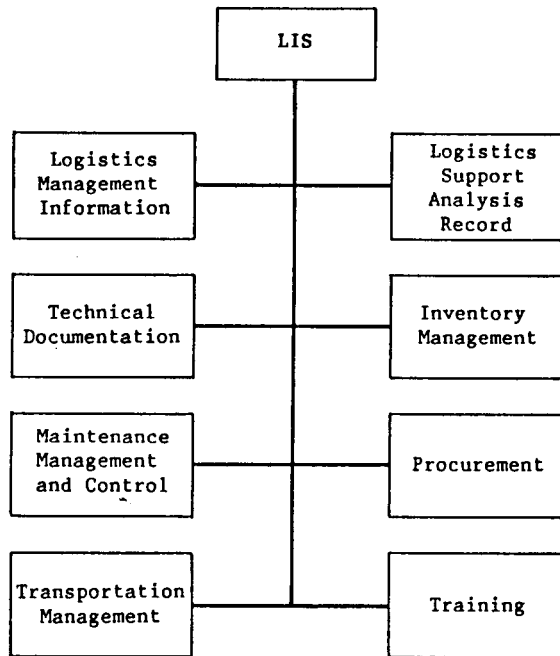 LIS
Logistics
Management
Information
Logistics
Support
Analysis
Record
Technical
Documentation
Inventory
Management
Maintenance
Management
and Control
Procurement
Transportation
Management
Training